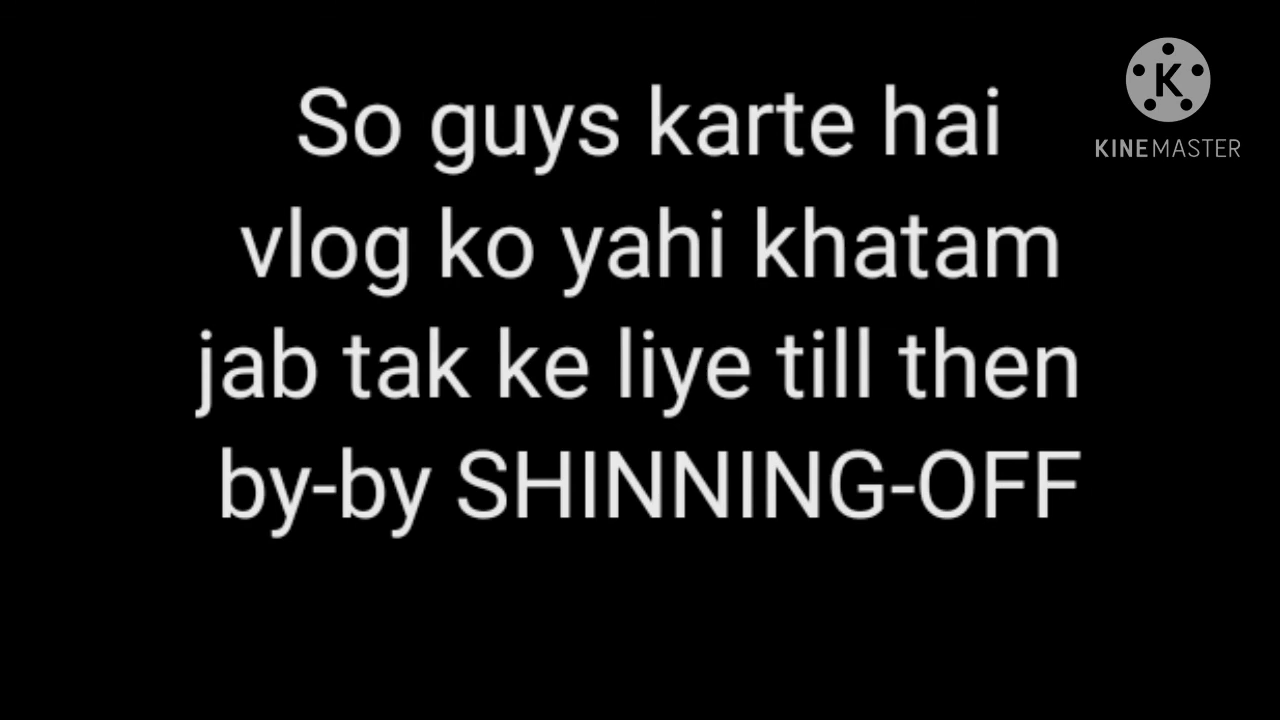 So guys karte hai
vlog ko yahi khatam
jab tak ke liye till then
by-by SHINNING-OFF
K
KINEMASTER